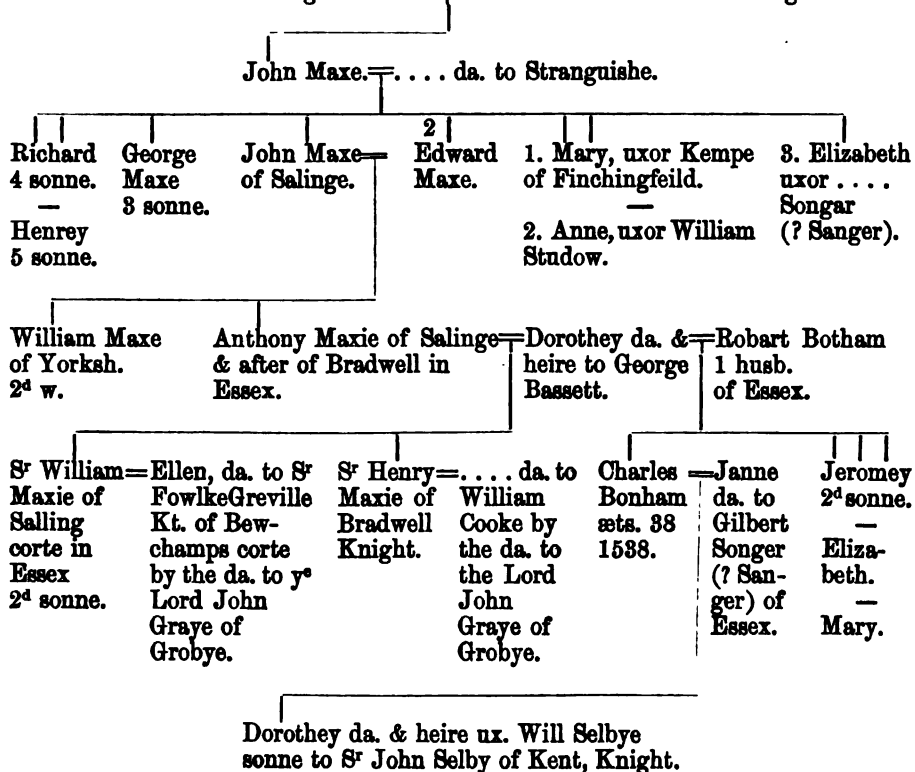 John Maxe. . . . . da. to Stranguishe.
Richard
4 sonne.
—
Henrey
5 sonne.
George
Maxe
3 sonne.
John Maxe
of Salinge.
2
Edward
Maxe.
1. Mary, uxor Kempe
of Finchingfeild.
—
2. Anne, uxor William
Studow.
3. Elizabeth
uxor . . . .
Songar
(? Sanger).
William Maxe
of Yorksh.
2d w.
Anthony Maxie of Salinge
& after of Bradwell in
Essex.
Dorothey da. &
heire to George
Bassett.
Robart Botham
1 husb.
of Essex.
Sr William=
Maxie of
Salling
corte in
Essex
2d sonne.
Ellen, da. to Sr
FowlkeGreville
Kt. of Bew-
champs corte
by the da. to ye
Lord John
Graye of
Grobye.
Sr Henry=
Maxie of
Bradwell
Knight.
. . . . da. to
William
Cooke by
the da. to
the Lord
John
Graye of
Grobye.
Charles
Bonham
æts. 38
1538.
Janne
da. to
Gilbert
Songer
(? San-
ger) of
Essex.
Jeromey
2d sonne.
—
Eliza-
beth.
—
Mary.
Dorothey da. & heire ux. Will Selbye
sonne to Sr John Selby of Kent, Knight.